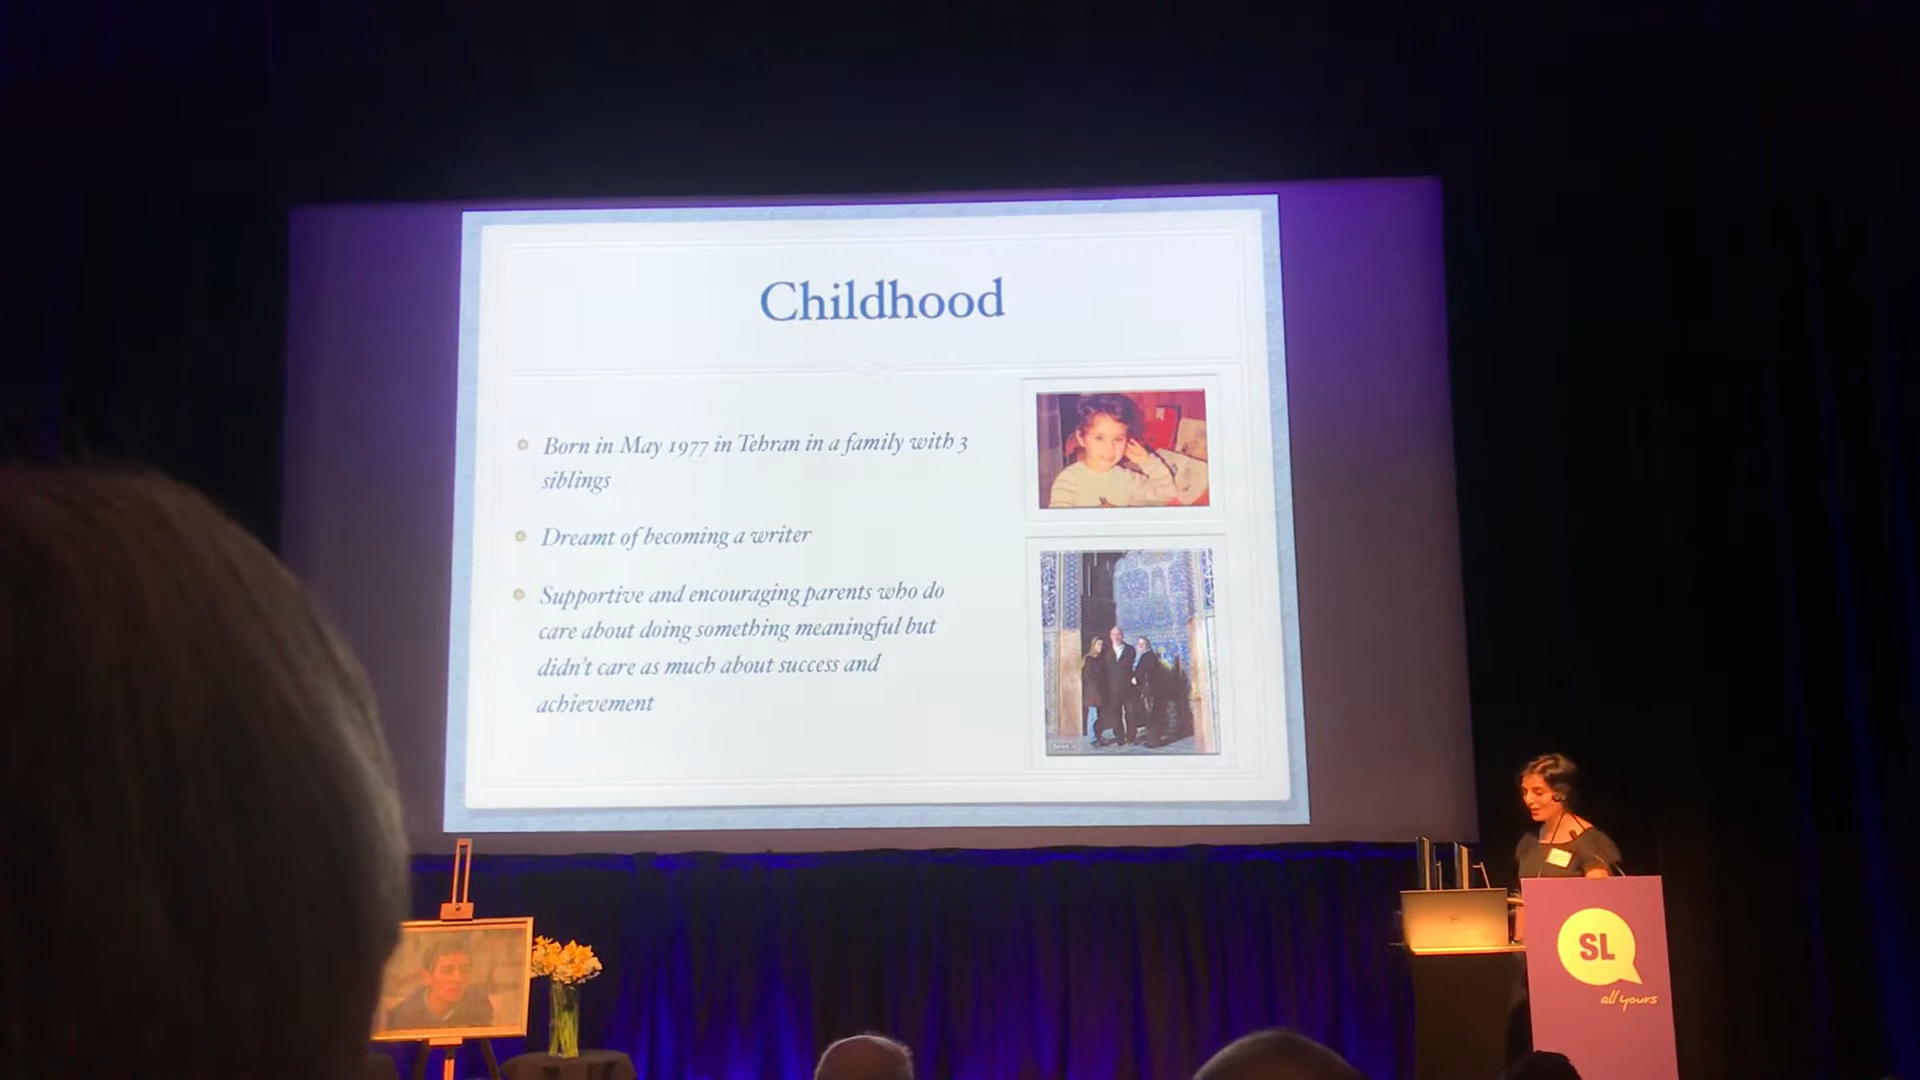 Childhood
Born in May 1977 in Tehran in a family with 3
siblings
Dreamt of becoming a writer
Supportive and encouraging parents who do
care about doing something meaningful but
didn't care as much about success and
achievement
SL
all yours